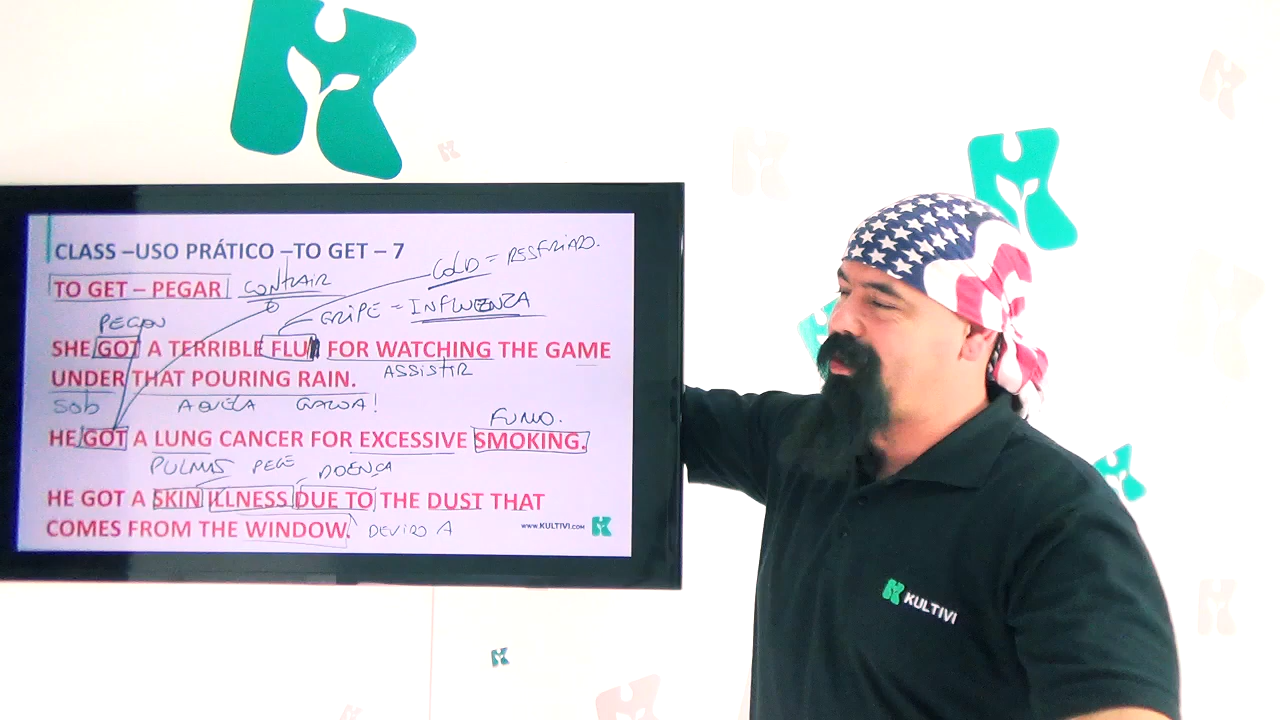 CLASS –USO PRÁTICO –TO GET – 7
COLD = RESFRIADO.
TO GET – PEGAR CONTRAIR
GRIPE = INFLUENZA
PEGOU
SHE GOT A TERRIBLE FLU FOR WATCHING THE GAME
ASSISTIR
UNDER THAT POURING RAIN.
SOB AQUELA GAROA!
FUMO.
HE GOT A LUNG CANCER FOR EXCESSIVE SMOKING.
PELE DOENÇA
HE GOT A SKIN ILLNESS DUE TO THE DUST THAT
COMES FROM THE WINDOW. DEVIDO A
www.KULTIVI.COM
KULTIVI